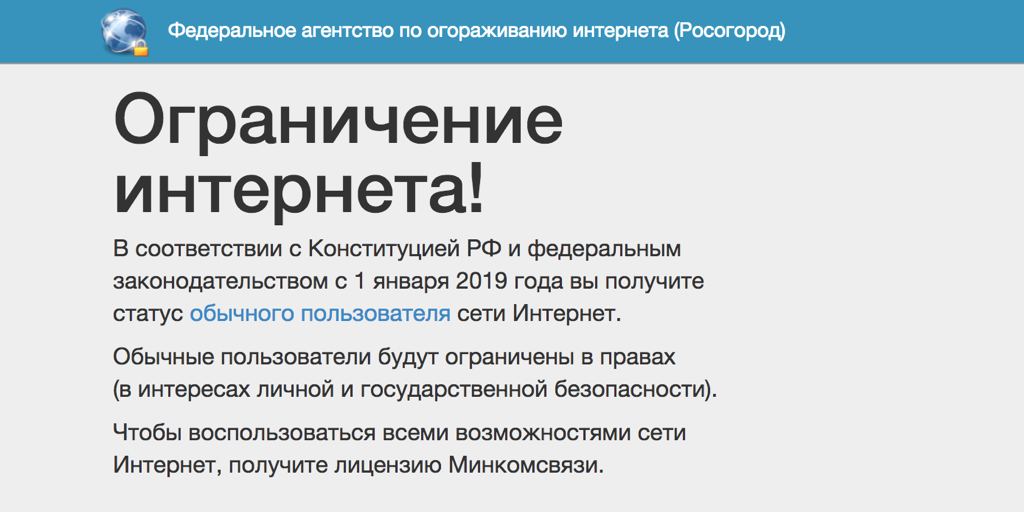 Федеральное агентство по огораживанию интернета (Росогород)
Ограничение
интернета!
В соответствии с Конституцией РФ и федеральным
законодательством с 1 января 2019 года вы получите
статус обычного пользователя сети Интернет.
Обычные пользователи будут ограничены в правах
(в интересах личной и государственной безопасности).
Чтобы воспользоваться всеми возможностями сети
Интернет, получите лицензию Минкомсвязи.